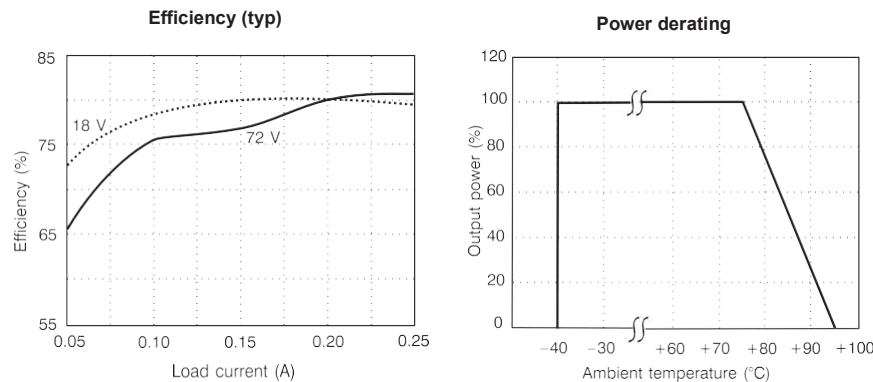 Efficiency (typ)
85
75
65
55
Efficiency (%)
18 V
72 V
0.05 0.10 0.15 0.20 0.25
Load current (A)
Power derating
120
100
80
60
40
20
0
Output power (%)
−40 −30 +60 +70 +80 +90 +100
Ambient temperature (°C)